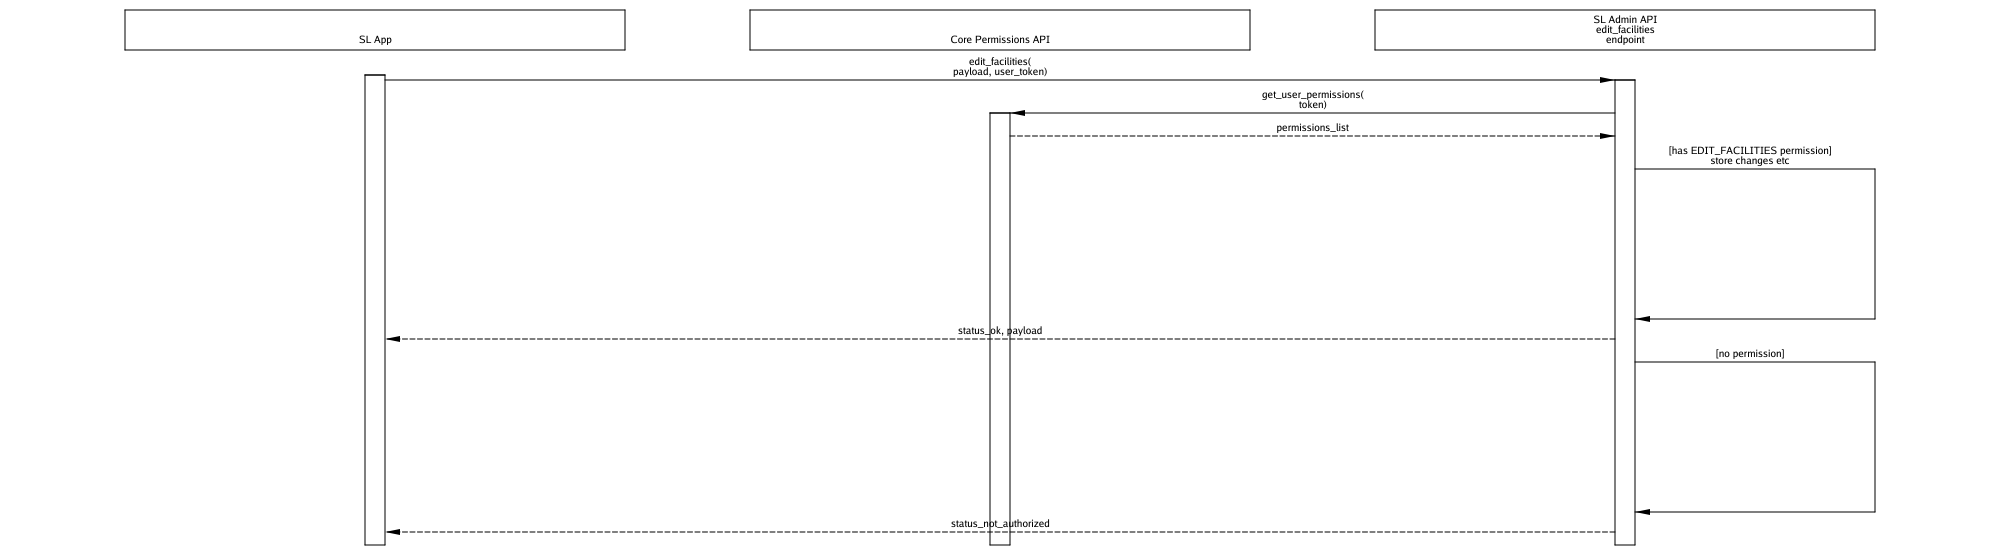 SL App
Core Permissions API
SL Admin API
edit_facilities
endpoint
edit_facilities(
payload, user_token)
get_user_permissions(
token)
permissions_list
[has EDIT_FACILITIES permission]
store changes etc
status_ok, payload
[no permission]
status_not_authorized